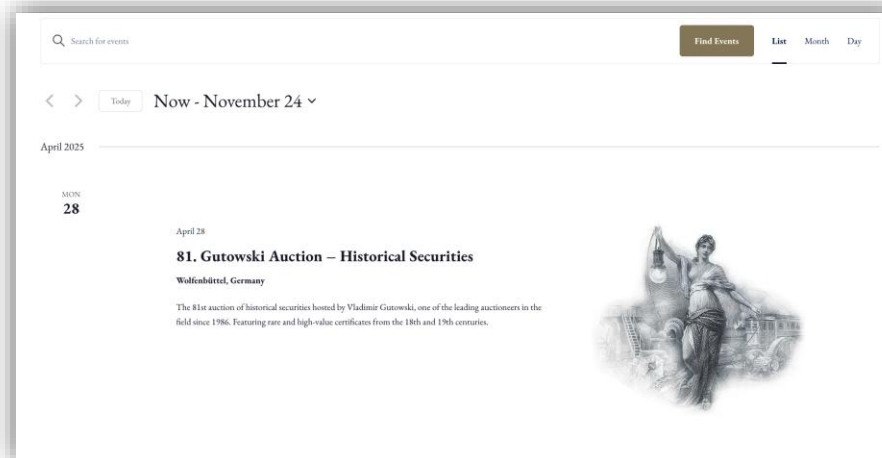 Search for events
Find Events
List
Month
Day
Today
Now - November 24
April 2025
MON
28
April 28
81. Gutowski Auction – Historical Securities
Wolfenbüttel, Germany
The 81st auction of historical securities hosted by Vladimir Gutowski, one of the leading auctioneers in the
field since 1986. Featuring rare and high-value certificates from the 18th and 19th centuries.